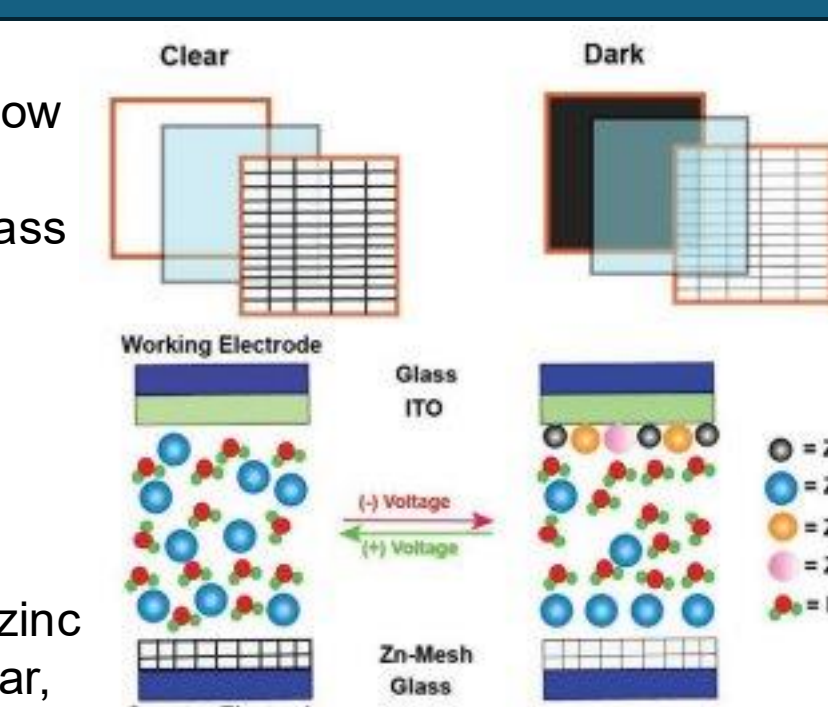 Clear
Dark
ow
ass
Working Electrode
Glass
ITO
(-) Voltage
(+) Voltage
= Z
= Z
= Z
= Z
=
zinc
ar,
Zn-Mesh
Glass